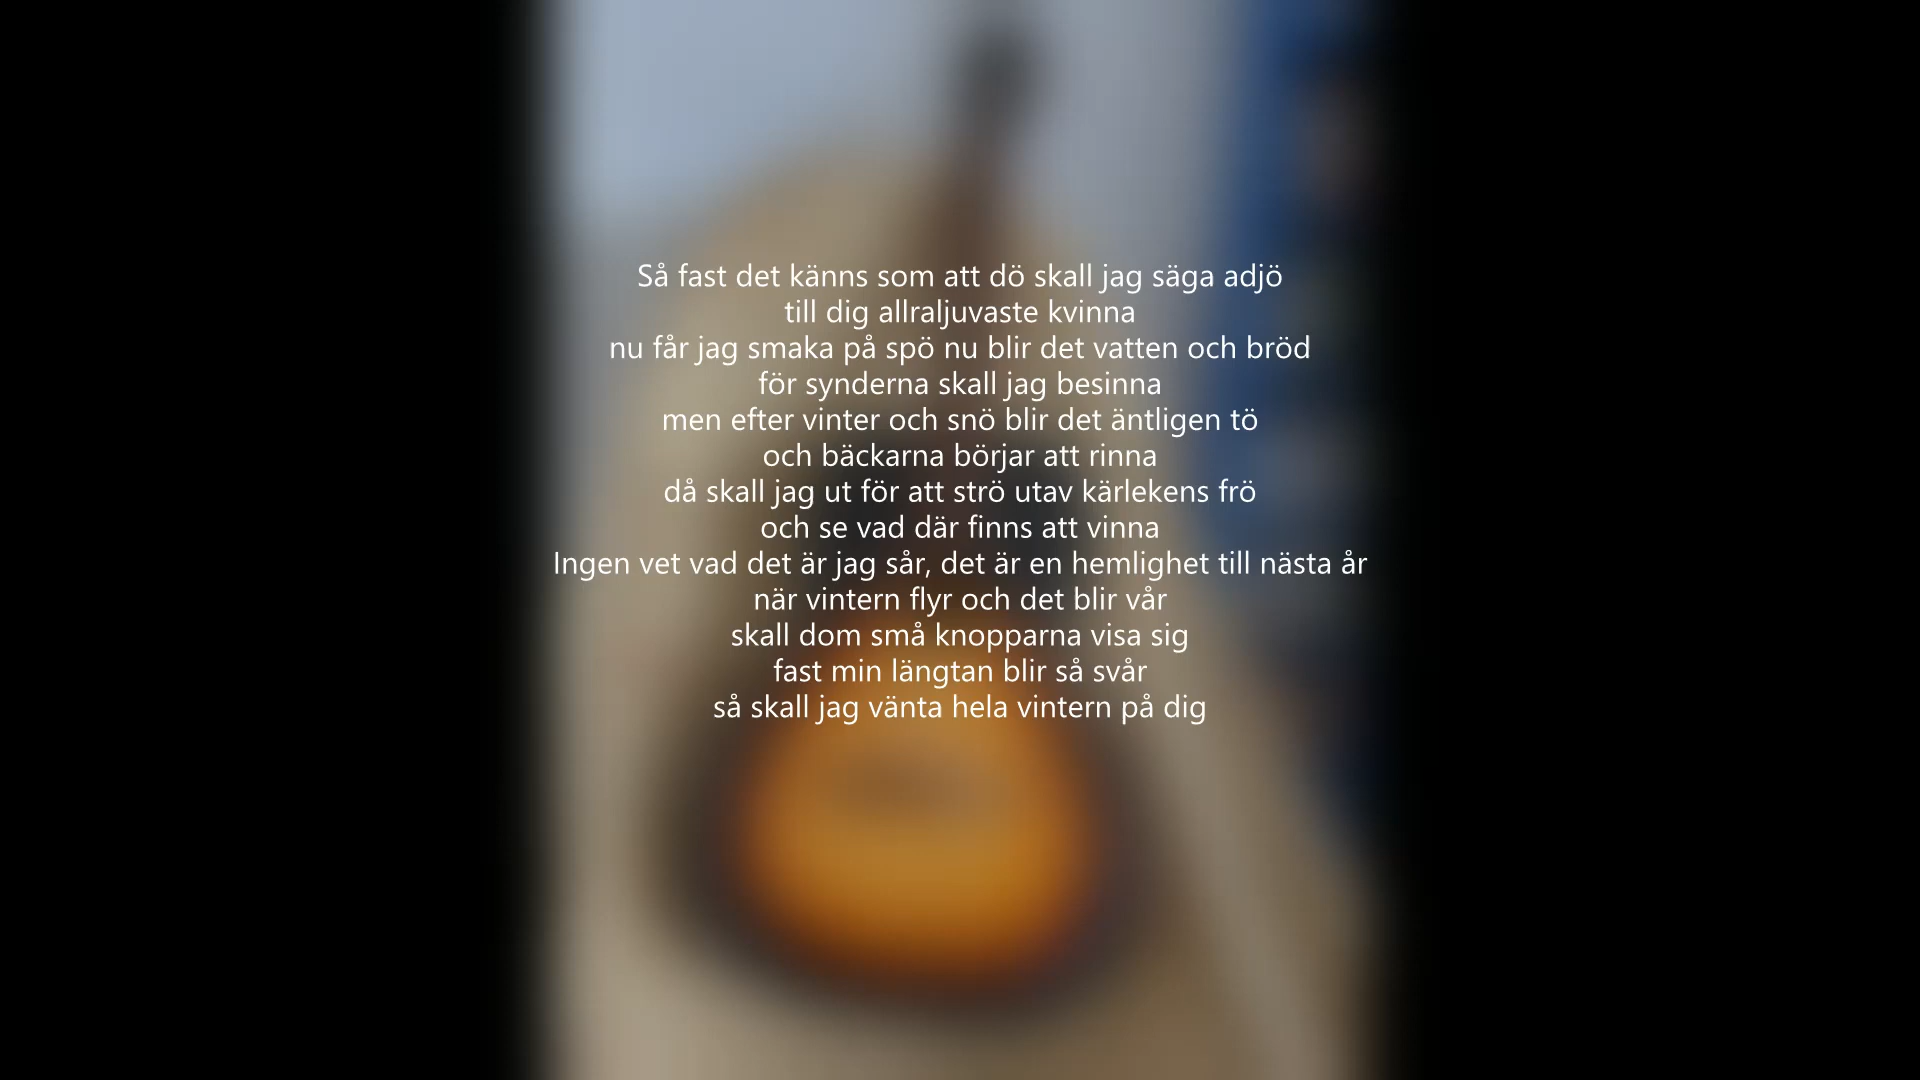 Så fast det känns som att dö skall jag säga adjö
till dig allraljuvaste kvinna
nu får jag smaka på spö nu blir det vatten och bröd
för synderna skall jag besinna
men efter vinter och snö blir det äntligen tö
och bäckarna börjar att rinna
då skall jag ut för att strö utav kärlekens frö
och se vad där finns att vinna
Ingen vet vad det är jag sår, det är en hemlighet till nästa år
när vintern flyr och det blir vår
skall dom små knopparna visa sig
fast min längtan blir så svår
så skall jag vänta hela vintern på dig